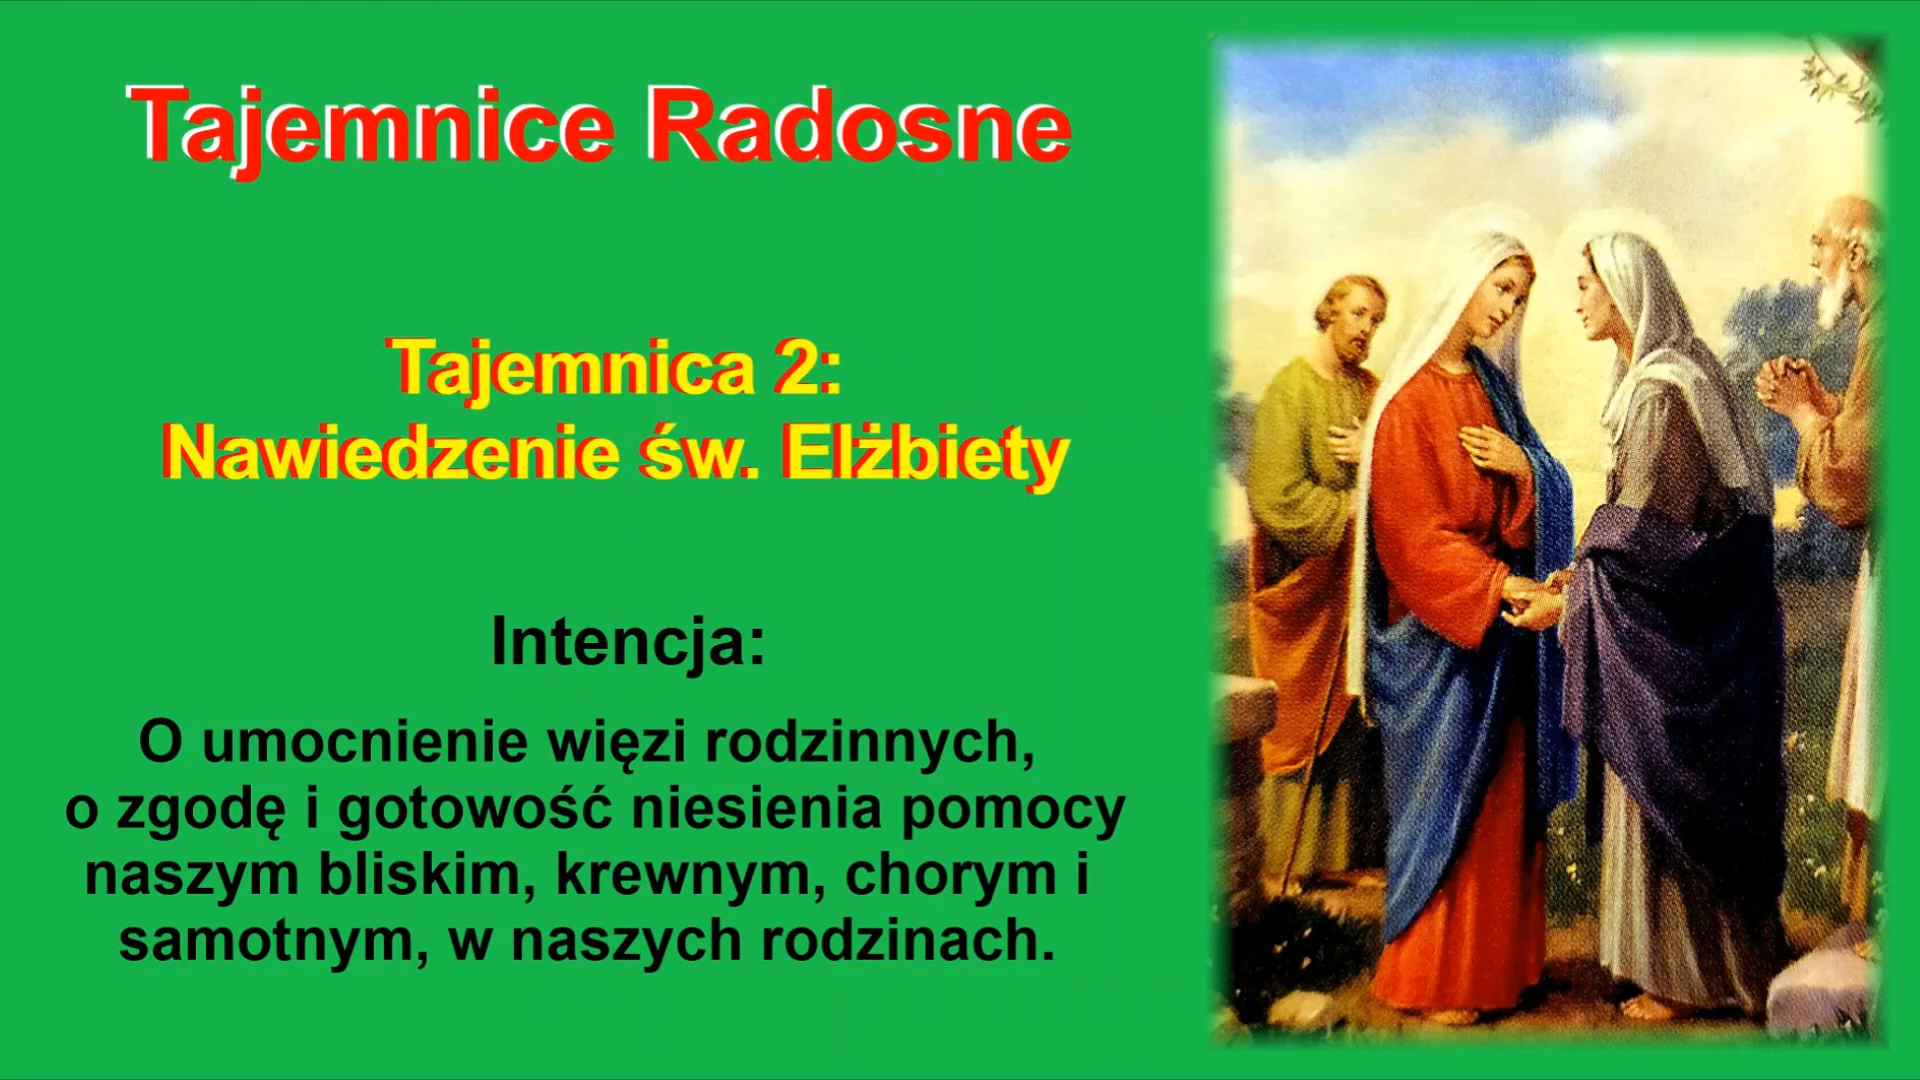 Tajemnice Radosne
Tajemnica 2:
Nawiedzenie św. Elżbiety
Intencja:
O umocnienie więzi rodzinnych,
o zgodę i gotowość niesienia pomocy
naszym bliskim, krewnym, chorym i
samotnym, w naszych rodzinach.